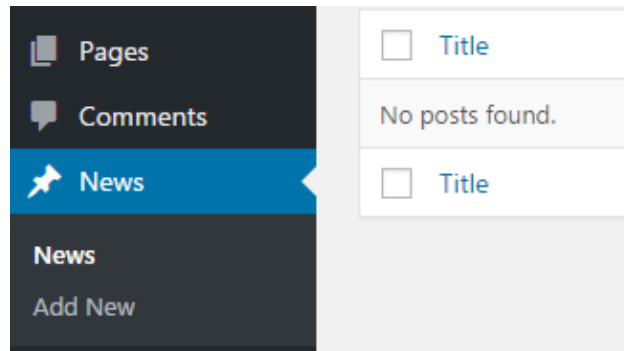 Pages
Comments
News
News
Add New
Title
No posts found.
Title